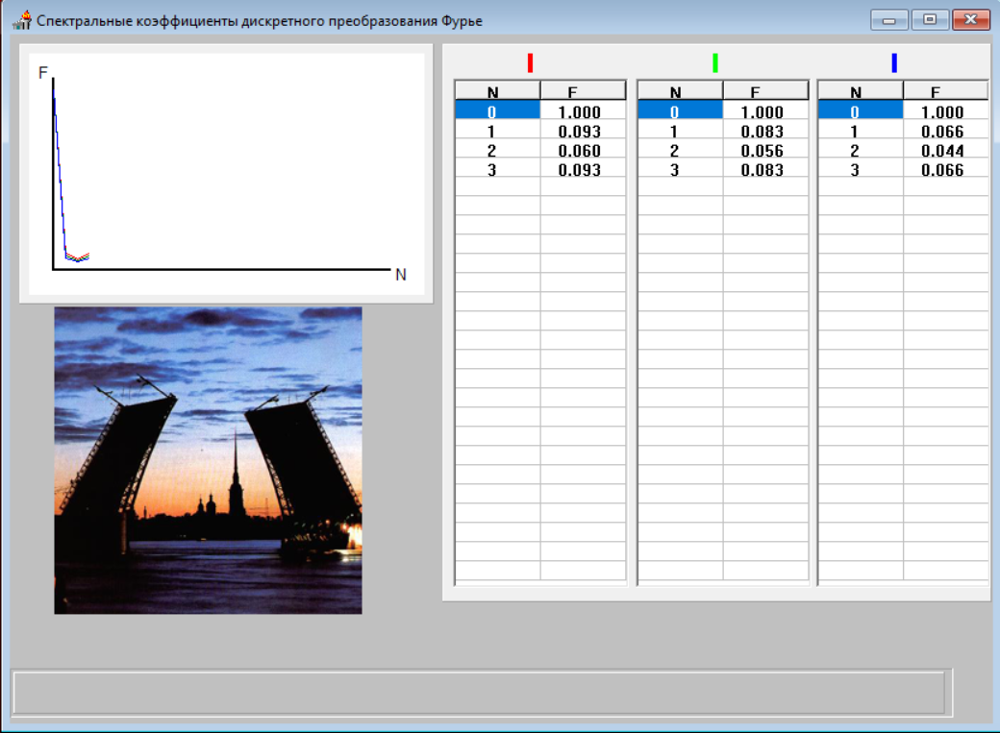 Спектральные коэффициенты дискретного преобразования Фурье
F
N
N F
0 1.000
1 0.093
2 0.060
3 0.093
N F
0 1.000
1 0.083
2 0.056
3 0.083
N F
0 1.000
1 0.066
2 0.044
3 0.066